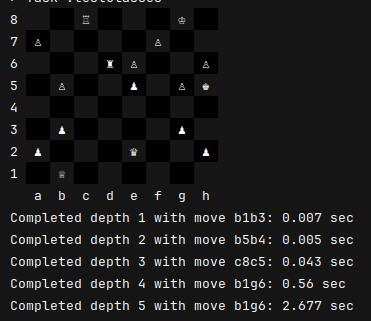 8 ♖ ♔
7 ♙ ♙
6 ♜ ♙ ♙
5 ♙ ♟ ♙ ♚
4
3 ♟ ♟
2 ♟ ♛ ♟
1 ♕
a b c d e f g h
Completed depth 1 with move b1b3: 0.007 sec
Completed depth 2 with move b5b4: 0.005 sec
Completed depth 3 with move c8c5: 0.043 sec
Completed depth 4 with move b1g6: 0.56 sec
Completed depth 5 with move b1g6: 2.677 sec